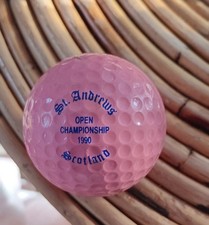 St. Andrews
OPEN
CHAMPIONSHIP
1990
Scotland